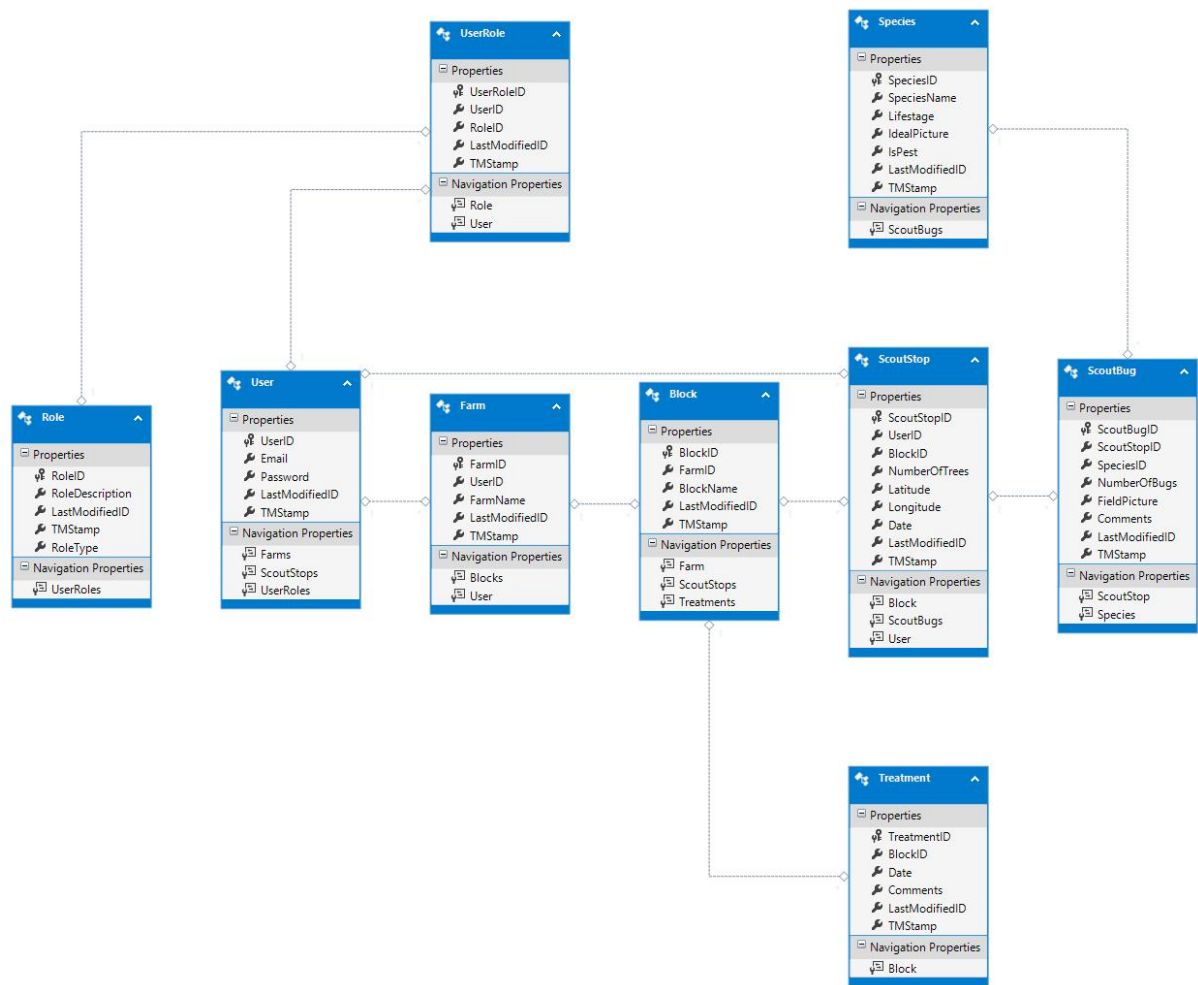 UserRole
Properties
UserRoleID
UserID
RoleID
LastModifiedID
TMStamp
Navigation Properties
Role
User
Species
Properties
SpeciesID
SpeciesName
Lifestage
IdealPicture
IsPest
LastModifiedID
TMStamp
Navigation Properties
ScoutBugs
Role
Properties
RoleID
RoleDescription
LastModifiedID
TMStamp
RoleType
Navigation Properties
UserRoles
User
Properties
UserID
Email
Password
LastModifiedID
TMStamp
Navigation Properties
Farms
ScoutStops
UserRoles
Farm
Properties
FarmID
UserID
FarmName
LastModifiedID
TMStamp
Navigation Properties
Blocks
User
Block
Properties
BlockID
FarmID
BlockName
LastModifiedID
TMStamp
Navigation Properties
Farm
ScoutStops
Treatments
ScoutStop
Properties
ScoutStopID
UserID
BlockID
NumberOfTrees
Latitude
Longitude
Date
LastModifiedID
TMStamp
Navigation Properties
Block
ScoutBugs
User
ScoutBug
Properties
ScoutBugID
ScoutStopID
SpeciesID
NumberOfBugs
FieldPicture
Comments
LastModifiedID
TMStamp
Navigation Properties
ScoutStop
Species
Treatment
Properties
TreatmentID
BlockID
Date
Comments
LastModifiedID
TMStamp
Navigation Properties
Block